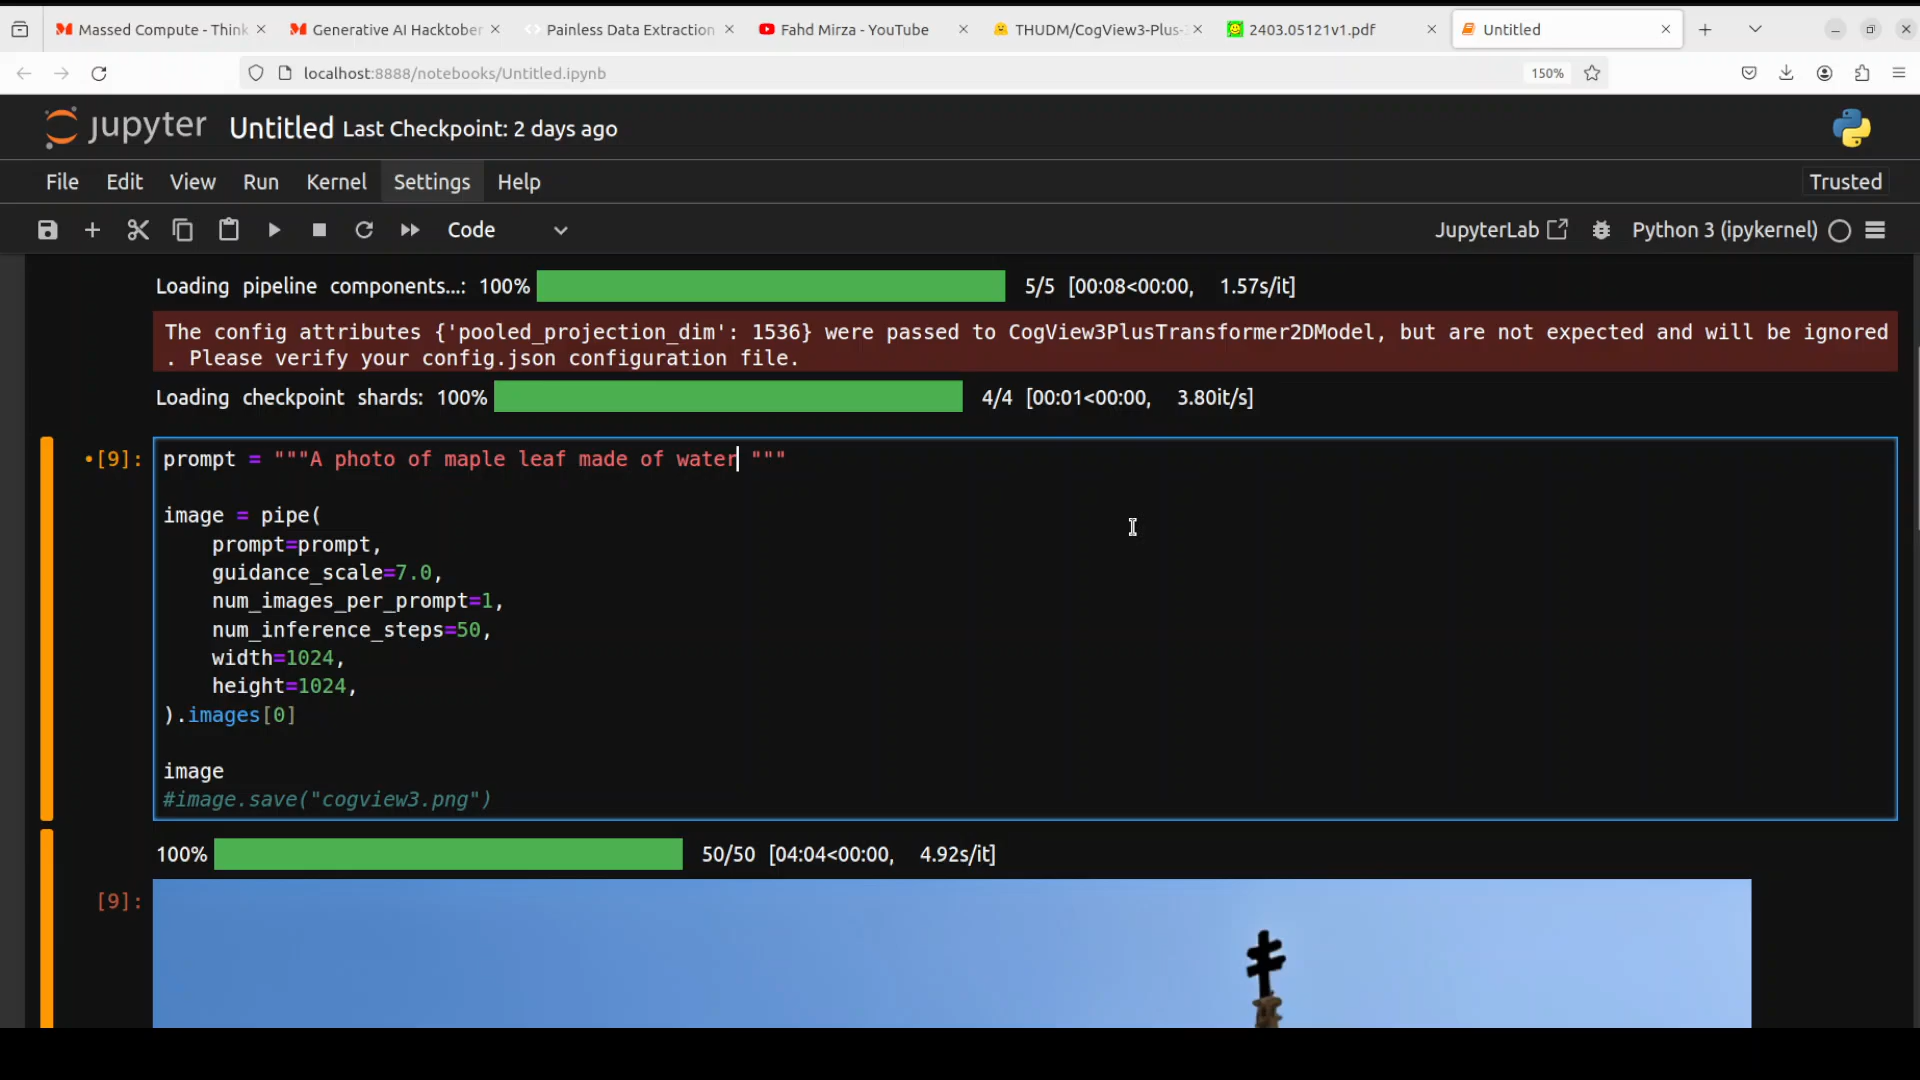 Massed Compute - Think
Generative AI Hacktober
Painless Data Extraction
Fahd Mirza - YouTube
THUDM/CogView3-Plus-
2403.05121v1.pdf
Untitled
localhost:8888/notebooks/Untitled.ipynb
150%
jupyter Untitled Last Checkpoint: 2 days ago
File Edit View Run Kernel Settings Help Trusted
Code JupyterLab Python 3 (ipykernel)
Loading pipeline components...: 100% 5/5 [00:08<00:00, 1.57s/it]
The config attributes {'pooled_projection_dim': 1536} were passed to CogView3PlusTransformer2DModel, but are not expected and will be ignored
. Please verify your config.json configuration file.
Loading checkpoint shards: 100% 4/4 [00:01<00:00, 3.80it/s]
•[9]: prompt = """A photo of maple leaf made of water """
image = pipe(
    prompt=prompt,
    guidance_scale=7.0,
    num_images_per_prompt=1,
    num_inference_steps=50,
    width=1024,
    height=1024,
).images[0]
image
#image.save("cogview3.png")
100% 50/50 [04:04<00:00, 4.92s/it]
[9]: